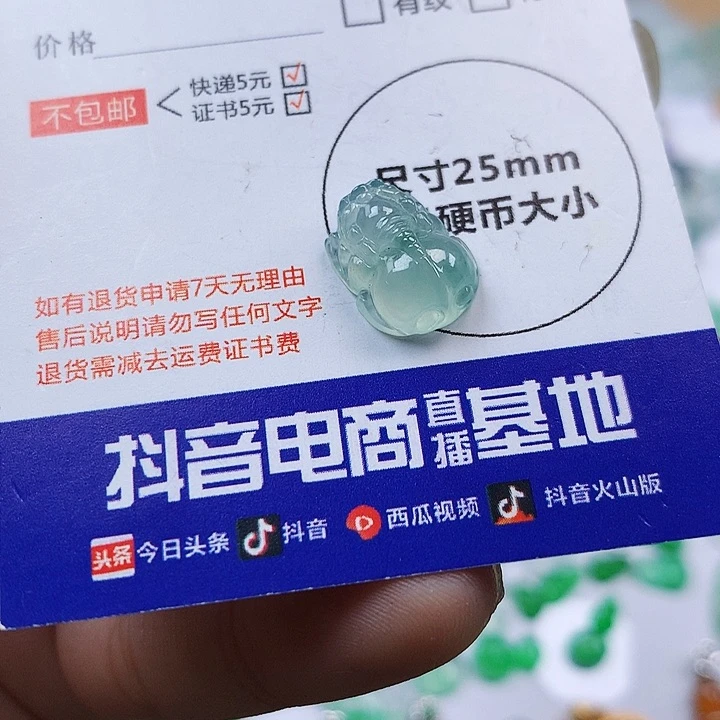 有纹
价格
不包邮
快递5元
证书5元
尺寸25mm
硬币大小
如有退货申请7天无理由
售后说明请勿写任何文字
退货需减去运费证书费
抖音电商直播基地
头条 今日头条 抖音 西瓜视频 抖音火山版